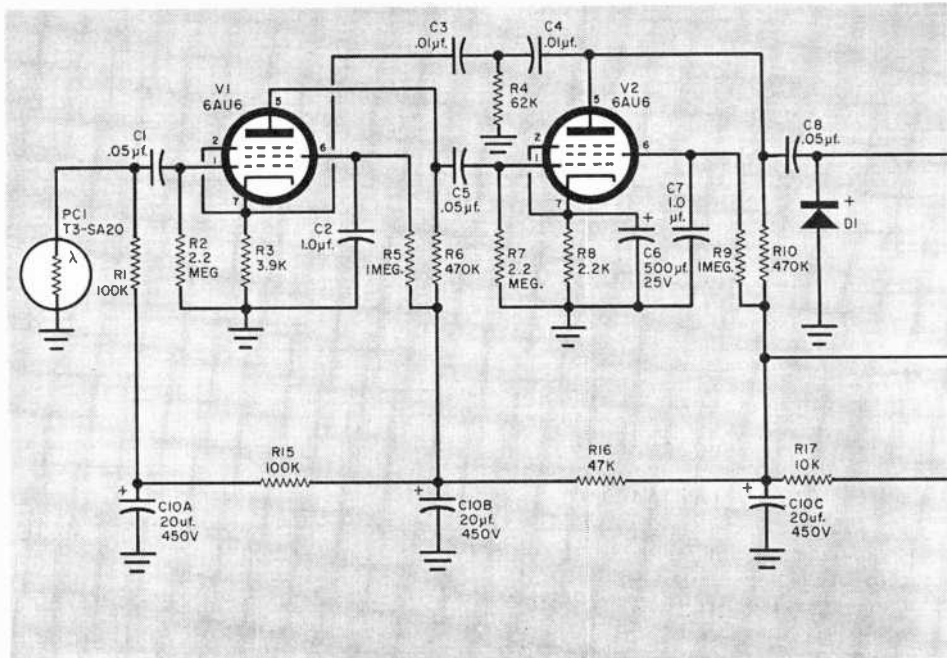 C3
.01µf.
C4
.01µf.
R4
62K
V1
6AU6
V2
6AU6
5
2
1
6
7
5
2
1
6
7
C1
.05µf.
C5
.05µf.
C8
.05µf.
PC1
T3-SA20
λ
R1
100K
R2
2.2
MEG
R3
3.9K
C2
1.0µf.
R5
1MEG.
R6
470K
R7
2.2
MEG.
R8
2.2K
+
C6
500µf.
25V
C7
1.0
µf.
R9
1MEG.
R10
470K
+
D1
R15
100K
R16
47K
R17
10K
+
C10A
20uf.
450V
+
C10B
20µf.
450V
+
C10C
20uf.
450V